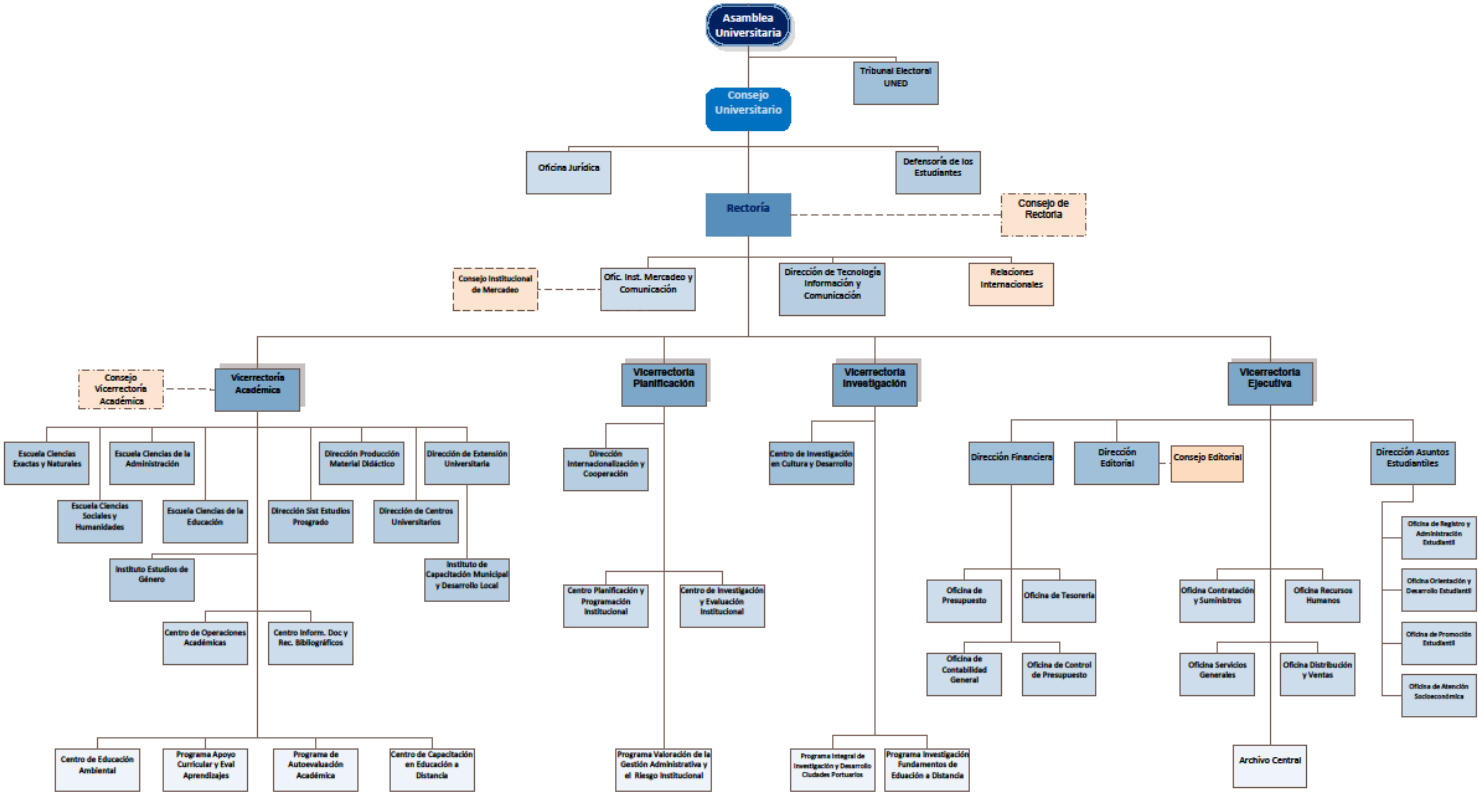 Asamblea
Universitaria
Tribunal Electoral
UNED
Consejo
Universitario
Oficina Jurídica
Defensoría de los
Estudiantes
Rectoría
Consejo de
Rectoria
Consejo Institucional
de Mercadeo
Ofic. Inst. Mercadeo y
Comunicación
Dirección de Tecnología
Información y
Comunicación
Relaciones
Internacionales
Consejo
Vicerrectoría
Académica
Vicerrectoría
Académica
Vicerrectoria
Planificación
Vicerrectoria
Investigación
Vicerrectoria
Ejecutiva
Escuela Ciencias
Exactas y Naturales
Escuela Ciencias de la
Administración
Dirección Producción
Material Didáctico
Dirección de Extensión
Universitaria
Escuela Ciencias
Sociales y
Humanidades
Escuela Ciencias de la
Educación
Dirección Sist Estudios
Prosgrado
Dirección de Centros
Universitarios
Instituto Estudios de
Género
Instituto de
Capacitación Municipal
y Desarrollo Local
Centro de Operaciones
Académicas
Centro Inform. Doc y
Rec. Bibliográficos
Centro de Educación
Ambiental
Programa Apoyo
Curricular y Eval
Aprendizajes
Programa de
Autoevaluación
Académica
Centro de Capacitación
en Educación a
Distancia
Dirección
Internacionalización y
Cooperación
Centro Planificación y
Programación
Institucional
Centro de Investigación
y Evaluación
Institucional
Programa Valoración de la
Gestión Administrativa y
el Riesgo Institucional
Centro de Investigación
en Cultura y Desarrollo
Programa Integral de
Investigación y Desarrollo
Ciudades Portuarios
Programa Investigación
Fundamentos de
Eduación a Distancia
Dirección Financiera
Dirección
Editorial
Consejo Editorial
Dirección Asuntos
Estudiantiles
Oficina de
Presupuesto
Oficina de Tesorería
Oficina de
Contabilidad
General
Oficina de Control
de Presupuesto
Oficina Contratación
y Suministros
Oficina Recursos
Humanos
Oficina Servicios
Generales
Oficina Distribución
y Ventas
Archivo Central
Oficina de Registro y
Administración
Estudiantil
Oficina Orientación y
Desarrollo Estudiantil
Oficina de Promoción
Estudiantil
Oficina de Atención
Socioeconómica